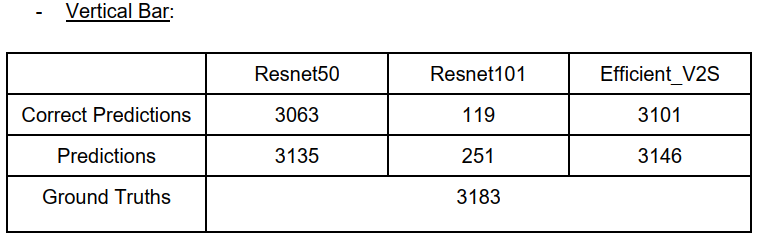 - Vertical Bar:
Resnet50 Resnet101 Efficient_V2S
Correct Predictions 3063 119 3101
Predictions 3135 251 3146
Ground Truths 3183